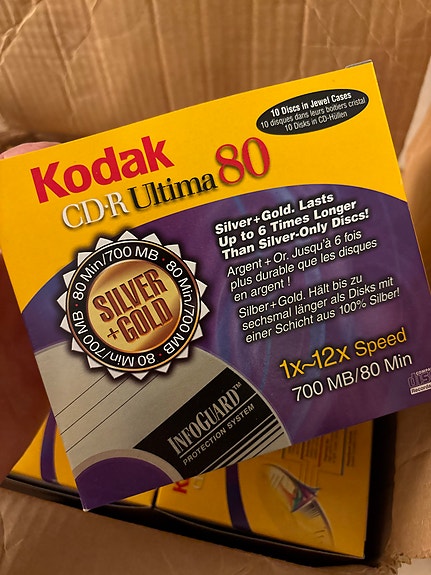 10 Discs in Jewel Cases
10 disques dans leurs boîtiers cristal
10 Disks in CD-Hüllen
Kodak
CD-R Ultima 80
Silver+Gold. Lasts
Up to 6 Times Longer
Than Silver-Only Discs!
Argent + Or. Jusqu'à 6 fois
plus durable que les disques
en argent !
Silber+Gold. Hält bis zu
sechsmal länger als Disks mit
einer Schicht aus 100% Silber!
80 Min/700 MB · 80 Min/700 MB · 80 Min/700 MB ·
SILVER
+ GOLD
1x~12x Speed
700 MB/80 Min
INFOGUARD™
PROTECTION SYSTEM
COMPACT
disc
Recordable